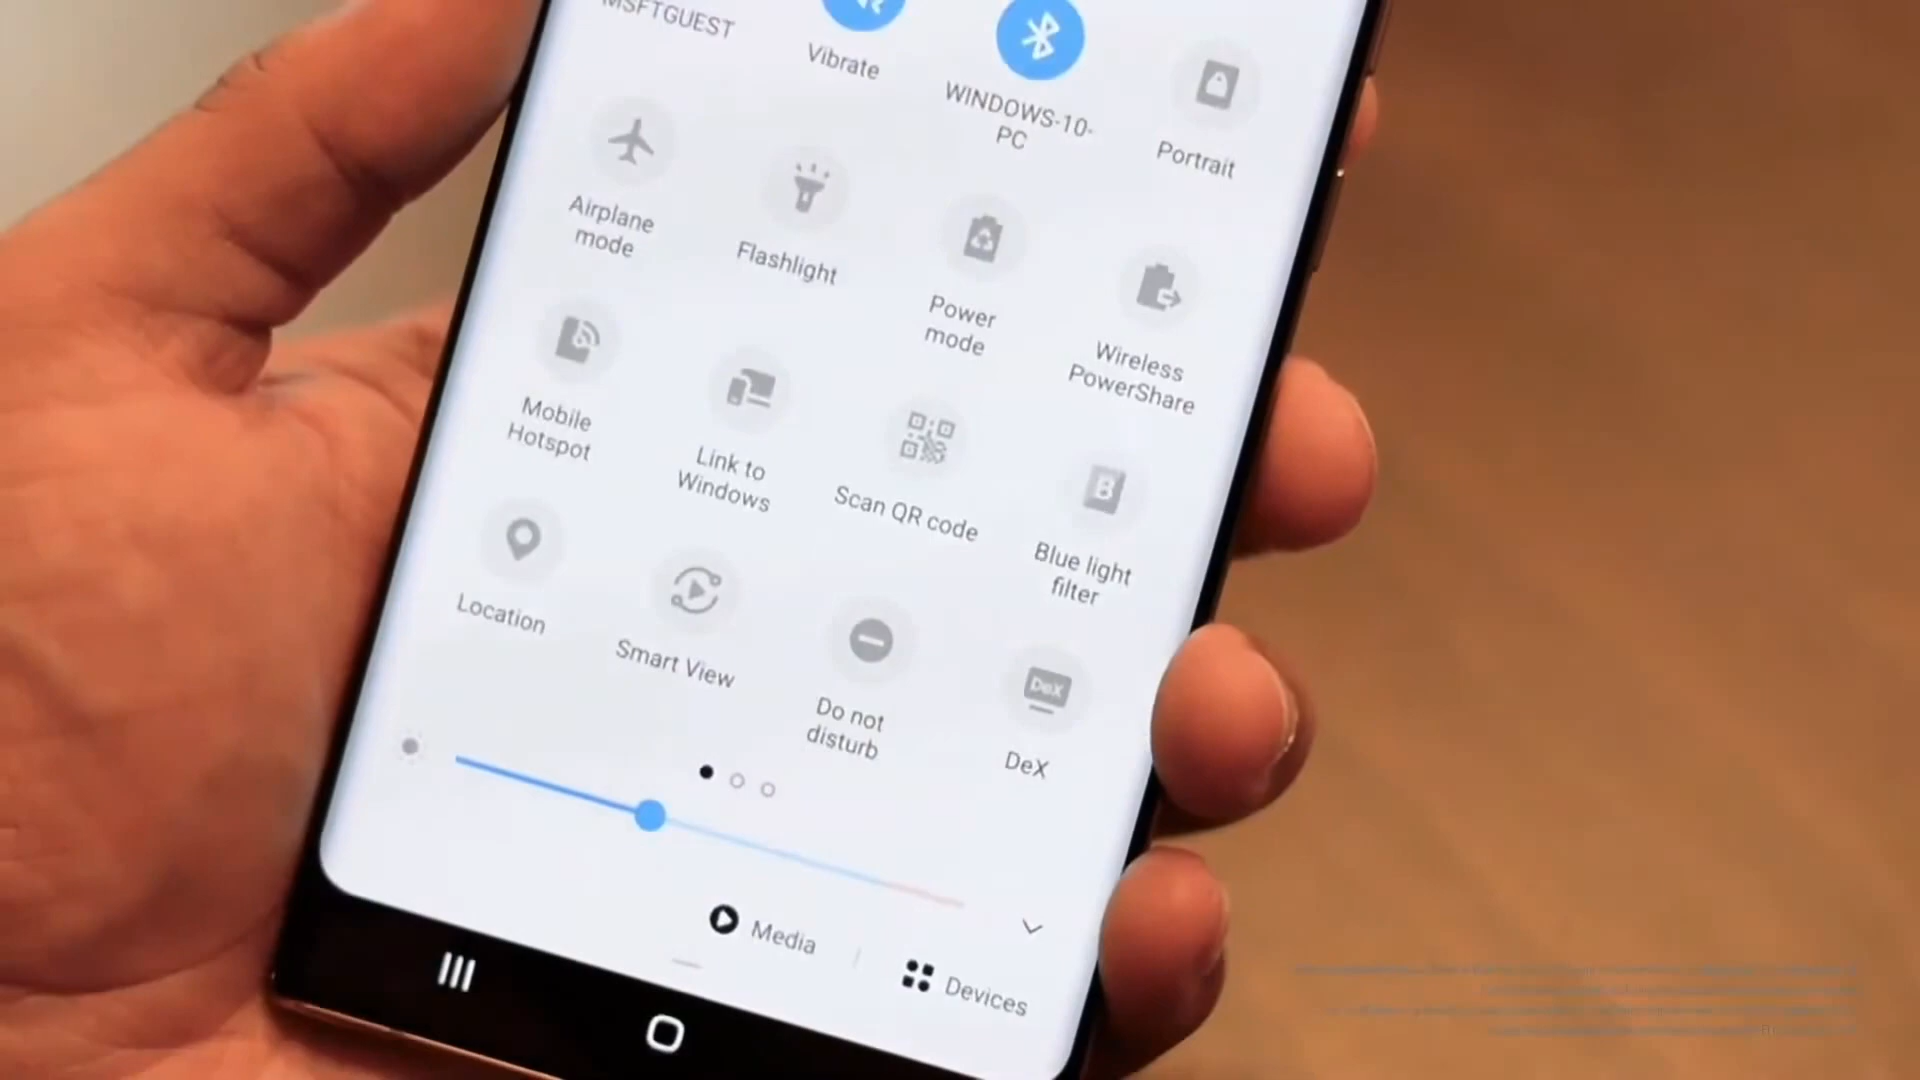 MSFTGUEST
Vibrate
WINDOWS-10-
PC
Portrait
Airplane
mode
Flashlight
Power
mode
Wireless
PowerShare
Mobile
Hotspot
Link to
Windows
Scan QR code
B
Blue light
filter
Location
Smart View
Do not
disturb
DeX
DeX
Media
Devices